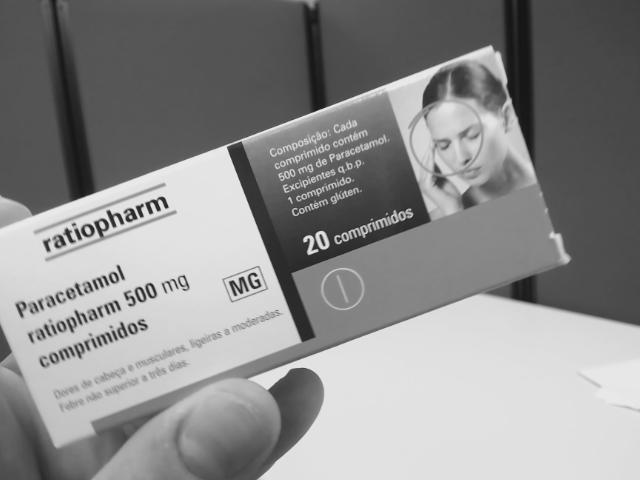 ratiopharm
Paracetamol
ratiopharm 500 mg
comprimidos
MG
Dores de cabeça e musculares, ligeiras a moderadas.
Febre não superior a três dias.
Composição: Cada
comprimido contém
500 mg de Paracetamol.
Excipientes q.b.p.
1 comprimido.
Contém glúten.
20 comprimidos